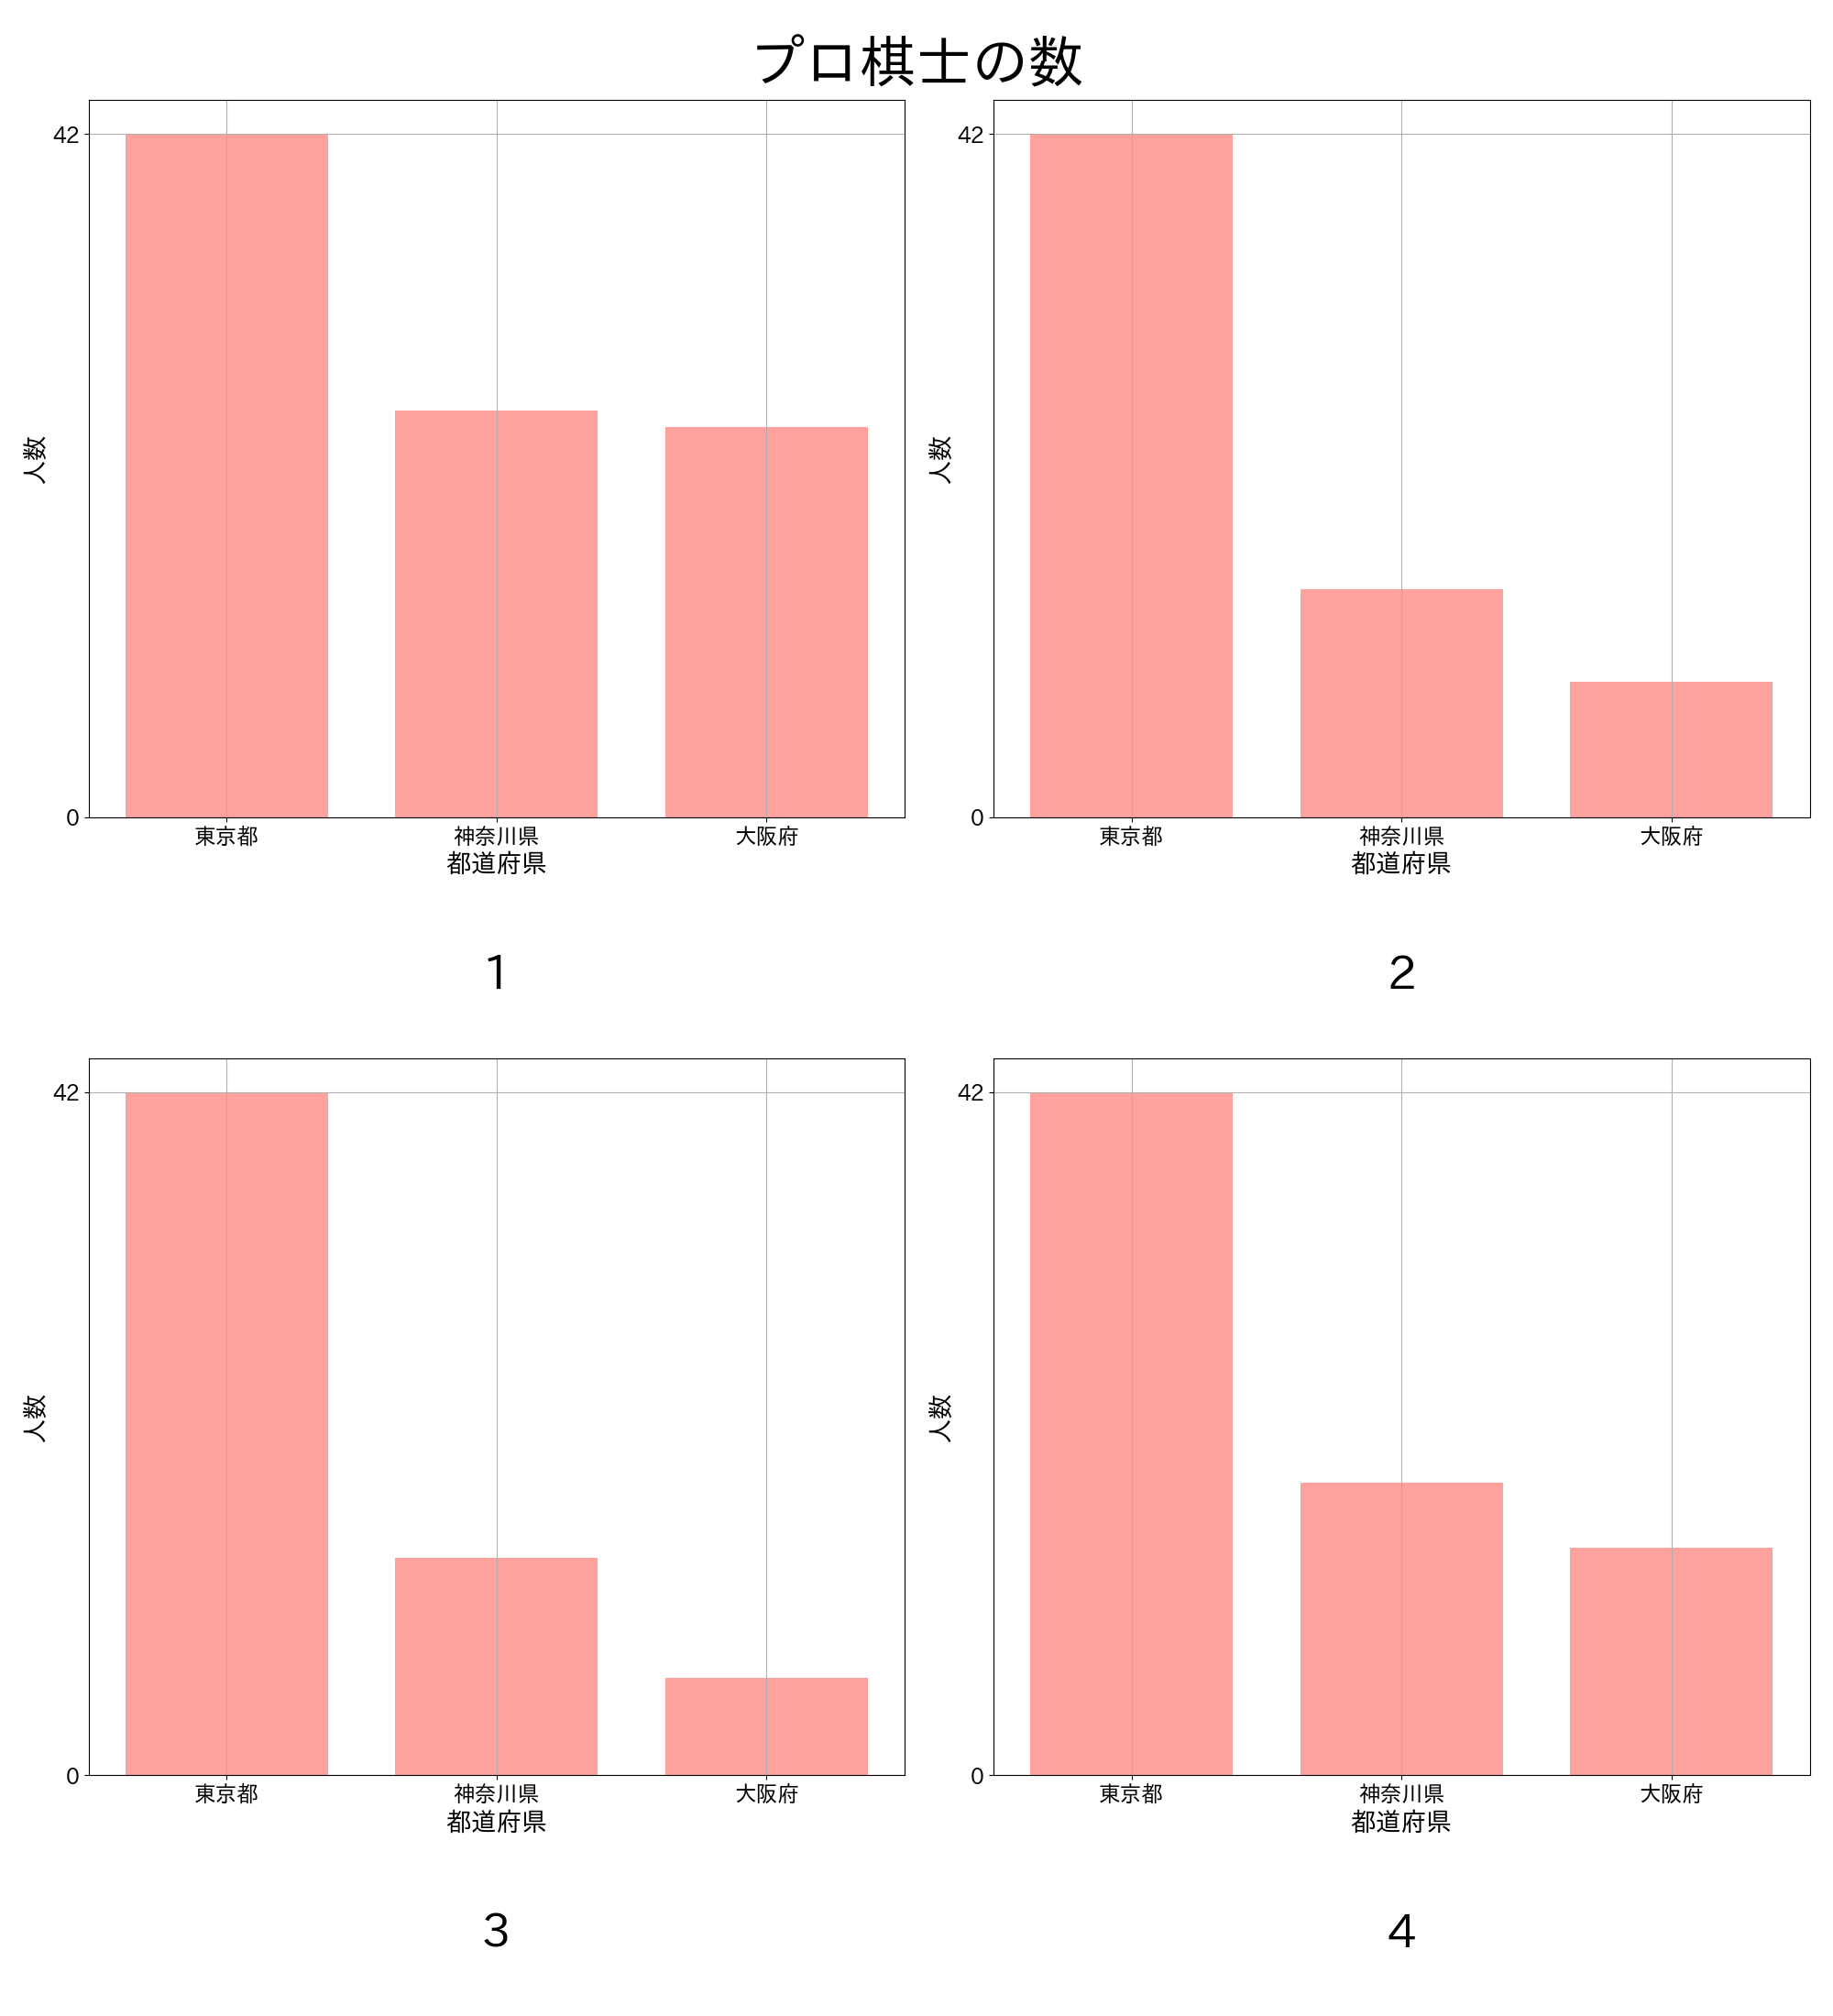 プロ棋士の数
42
人数
0
東京都 神奈川県 大阪府
都道府県
1
42
人数
0
東京都 神奈川県 大阪府
都道府県
2
42
人数
0
東京都 神奈川県 大阪府
都道府県
3
42
人数
0
東京都 神奈川県 大阪府
都道府県
4